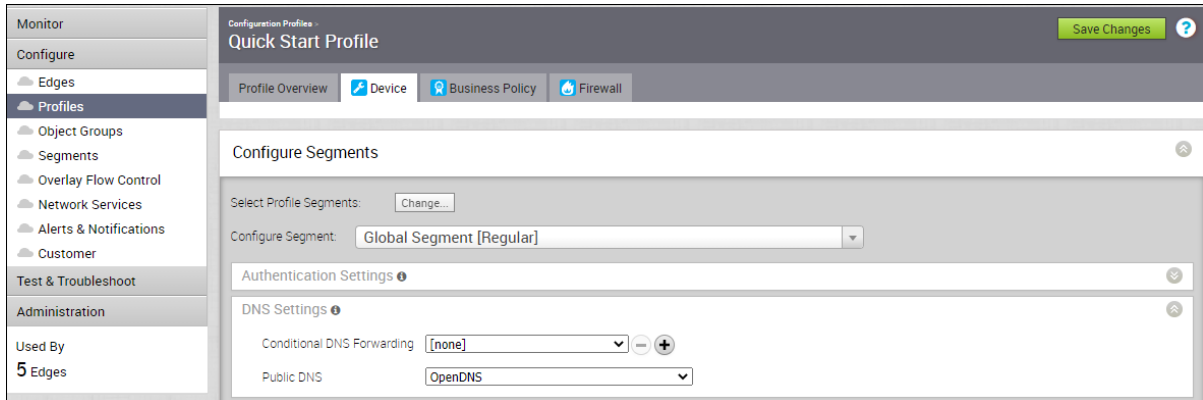 Monitor
Configure
Edges
Profiles
Object Groups
Segments
Overlay Flow Control
Network Services
Alerts & Notifications
Customer
Test & Troubleshoot
Administration
Used By
5 Edges
Configuration Profiles >
Quick Start Profile
Save Changes
?
Profile Overview
Device
Business Policy
Firewall
Configure Segments
Select Profile Segments: Change...
Configure Segment: Global Segment [Regular]
Authentication Settings
DNS Settings
Conditional DNS Forwarding [none]
Public DNS OpenDNS